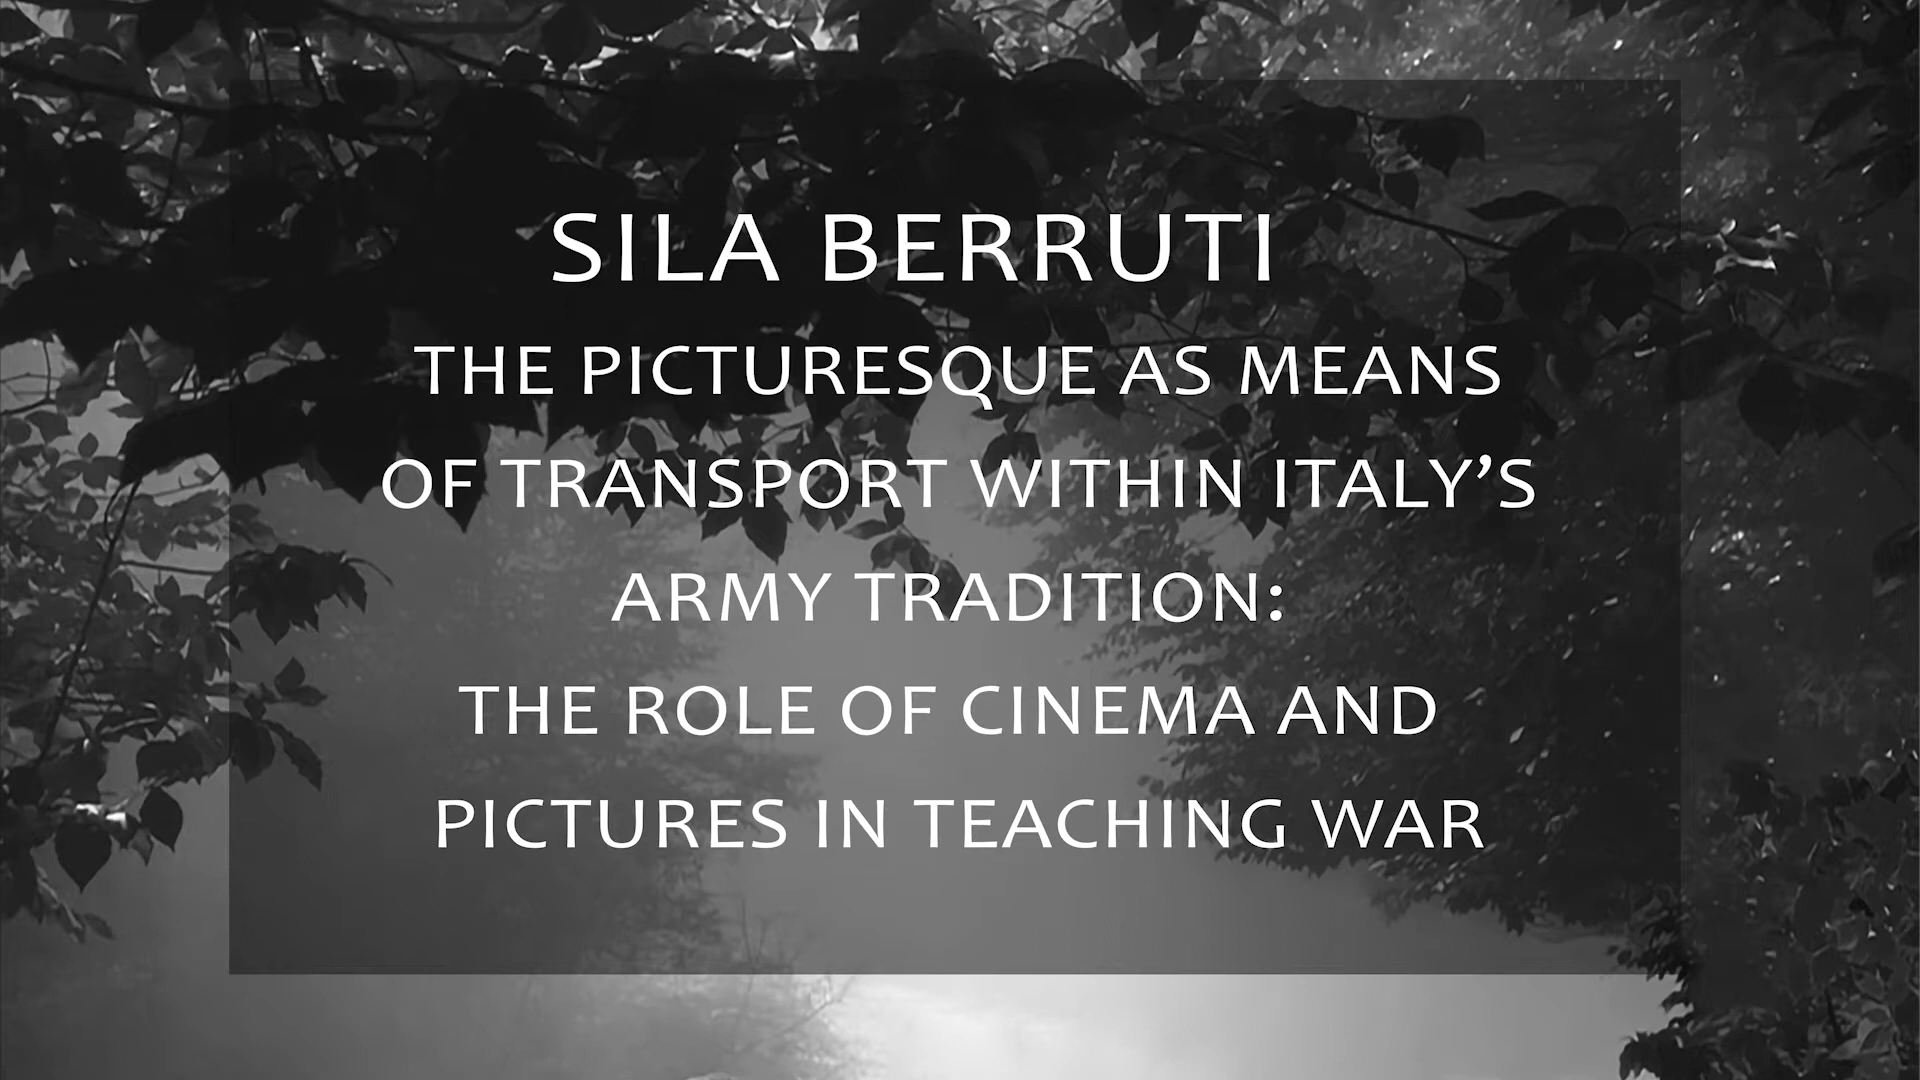 SILA BERRUTI
THE PICTURESQUE AS MEANS
OF TRANSPORT WITHIN ITALY’S
ARMY TRADITION:
THE ROLE OF CINEMA AND
PICTURES IN TEACHING WAR